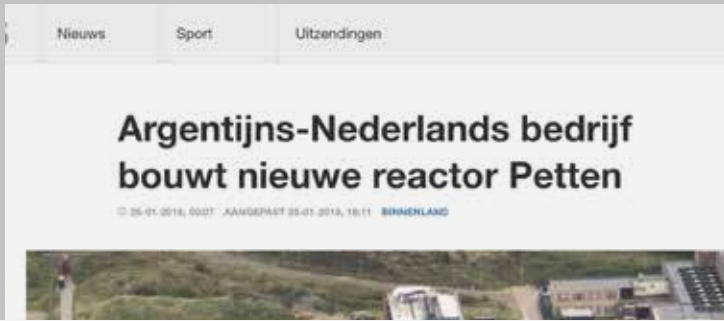 Nieuws Sport Uitzendingen
Argentijns-Nederlands bedrijf
bouwt nieuwe reactor Petten
BINNENLAND